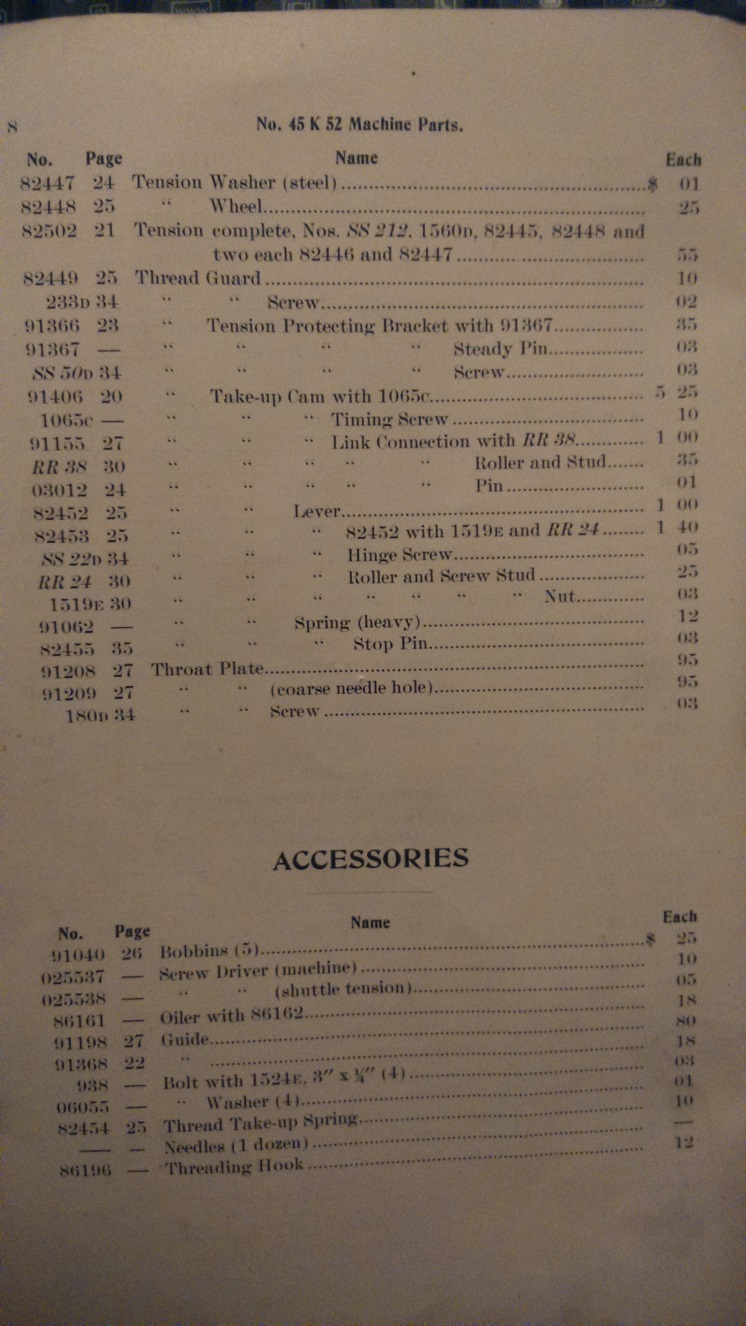 8
No. 45 K 52 Machine Parts.
No. Page Name Each
82447 24 Tension Washer (steel)..........$ 01
82448 25 “ Wheel.......... 25
82502 21 Tension complete, Nos. SS 212, 1560D, 82445, 82448 and
two each 82446 and 82447.......... 55
82449 25 Thread Guard.......... 10
233D 34 “ “ Screw.......... 02
91366 23 “ Tension Protecting Bracket with 91367.......... 35
91367 — “ “ “ “ Steady Pin.......... 03
SS 50D 34 “ “ “ “ Screw.......... 03
91406 20 “ Take-up Cam with 1065C.......... 5 25
1065C — “ “ “ Timing Screw.......... 10
91155 27 “ “ “ Link Connection with RR 38.......... 1 00
RR 38 30 “ “ “ “ “ Roller and Stud....... 35
03012 24 “ “ “ “ “ Pin.......... 01
82452 25 “ “ Lever.......... 1 00
82453 25 “ “ “ 82452 with 1519E and RR 24........ 1 40
SS 22D 34 “ “ “ Hinge Screw.......... 05
RR 24 30 “ “ “ Roller and Screw Stud.......... 25
1519E 30 “ “ “ “ “ “ “ Nut.......... 03
91062 — “ “ Spring (heavy).......... 12
82455 35 “ “ “ Stop Pin.......... 03
91208 27 Throat Plate.......... 95
91209 27 “ “ (coarse needle hole).......... 95
180D 34 “ “ Screw.......... 03
ACCESSORIES
No. Page Name Each
91040 26 Bobbins (5)..........$ 25
025537 — Screw Driver (machine).......... 10
025538 — “ “ (shuttle tension).......... 05
86161 — Oiler with 86162.......... 18
91198 27 Guide.......... 80
91368 22 “ .......... 18
938 — Bolt with 1524E, 3″ x ¼″ (4).......... 03
06055 — “ Washer (4).......... 01
82454 25 Thread Take-up Spring.......... 10
— — Needles (1 dozen).......... —
86196 — Threading Hook.......... 12